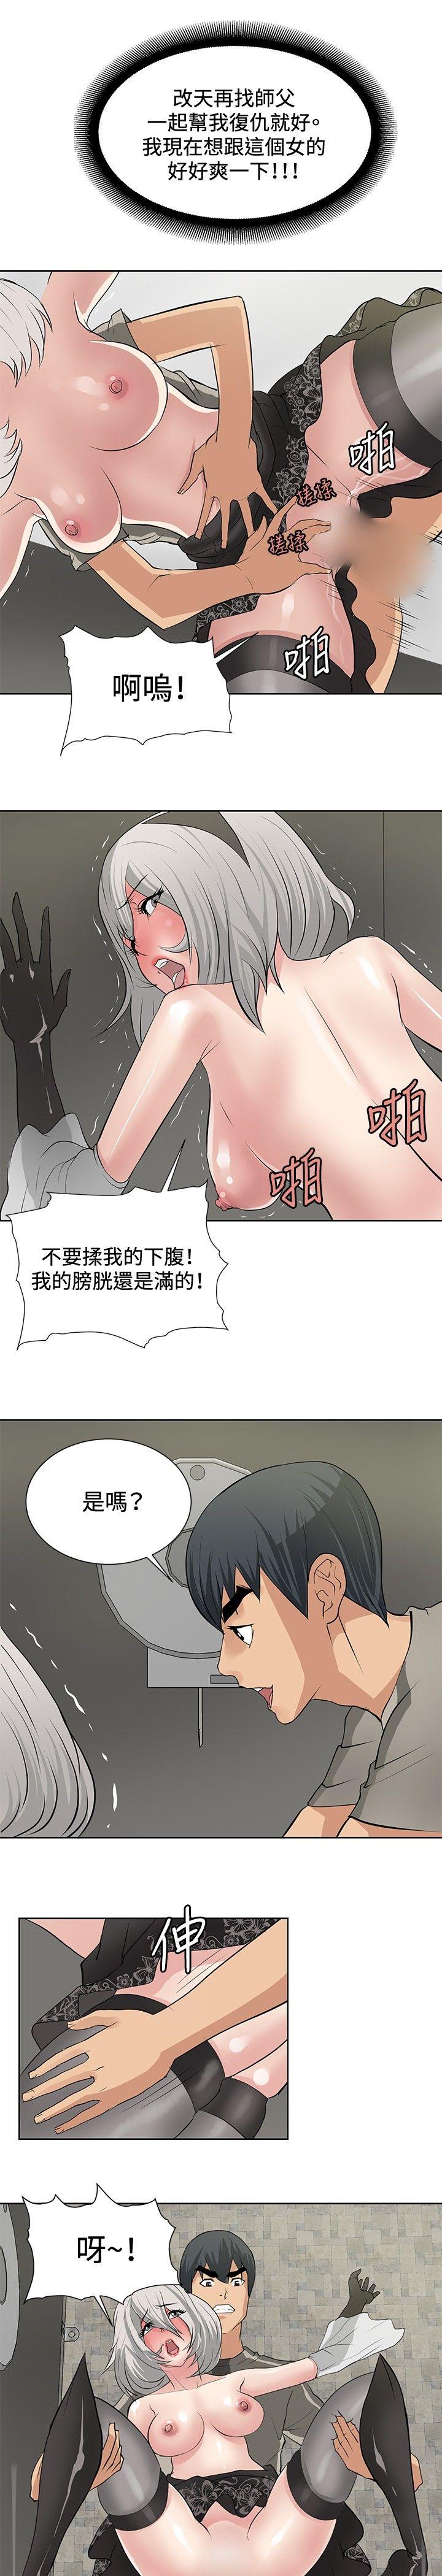 改天再找師父
一起幫我復仇就好。
我現在想跟這個女的
好好爽一下!!!
啪
搓揉
搓揉
啪
啊嗚!
啪
啪
不要揉我的下腹!
我的膀胱還是滿的!
是嗎?
伸
呀~!